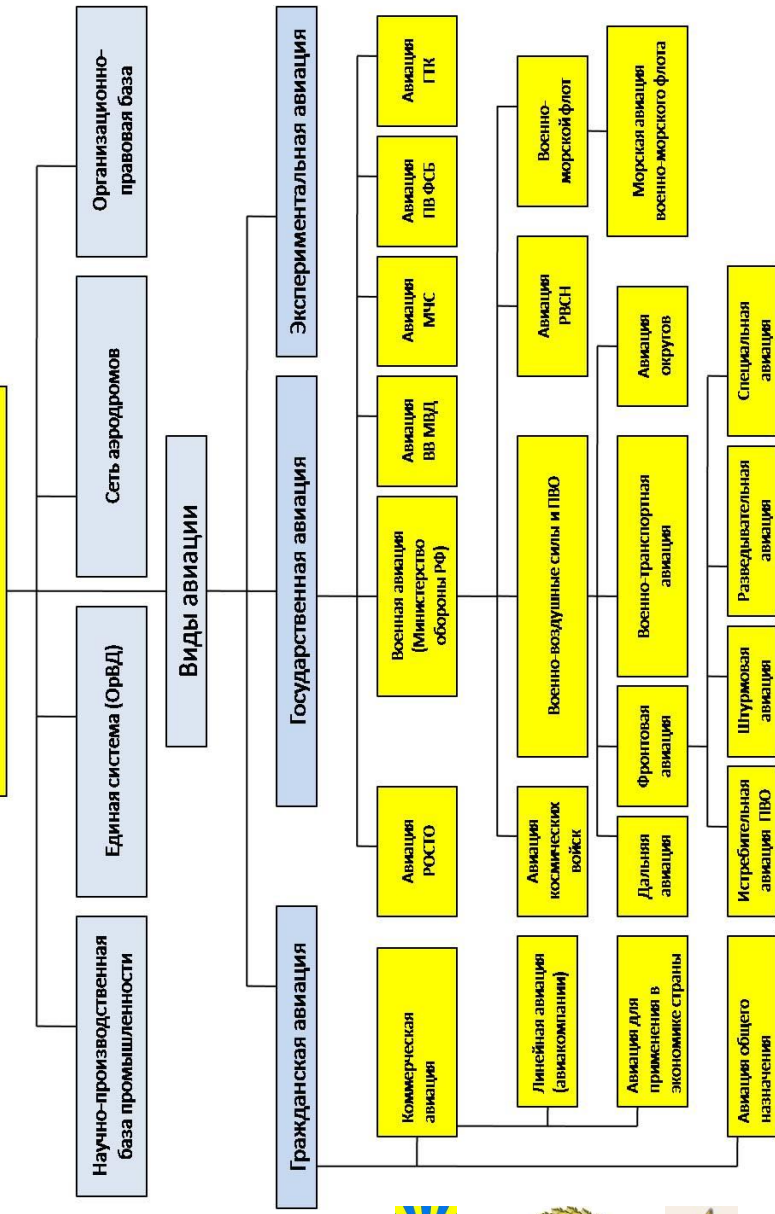 Научно-производственная
база промышленности
Единая система (ОрВД)
Сеть аэродромов
Организационно-
правовая база
Виды авиации
Гражданская авиация
Государственная авиация
Экспериментальная авиация
Коммерческая
авиация
Авиация
РОСТО
Военная авиация
(Министерство
обороны РФ)
Авиация
ВВ МВД
Авиация
МЧС
Авиация
ПВ ФСБ
Авиация
ГТК
Линейная авиация
(авиакомпании)
Авиация
космических
войск
Военно-воздушные силы и ПВО
Авиация
РВСН
Военно-
морской флот
Авиация для
применения в
экономике страны
Дальняя
авиация
Фронтовая
авиация
Военно-транспортная
авиация
Авиация
округов
Морская авиация
военно-морского флота
Авиация общего
назначения
Истребительная
авиация ПВО
Штурмовая
авиация
Разведывательная
авиация
Специальная
авиация